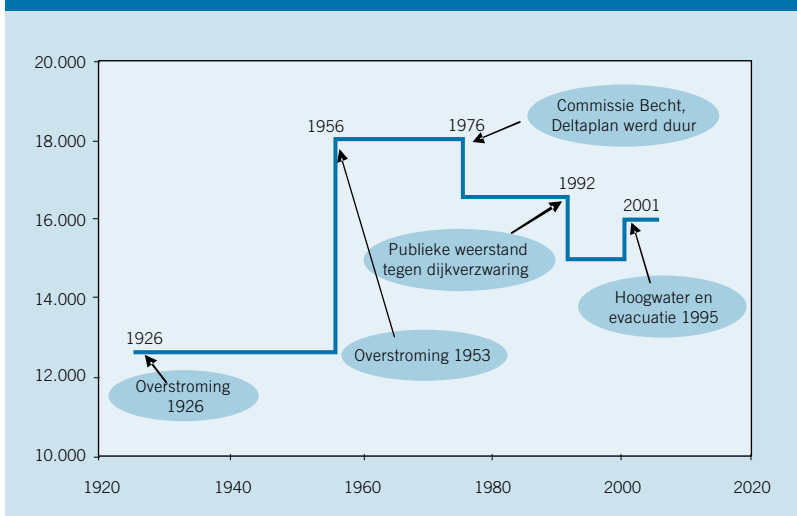 20.000
18.000
16.000
14.000
12.000
10.000
1920
1940
1960
1980
2000
2020
1926
Overstroming
1926
1956
Overstroming 1953
1976
Commissie Becht,
Deltaplan werd duur
1992
Publieke weerstand
tegen dijkverzwaring
2001
Hoogwater en
evacuatie 1995